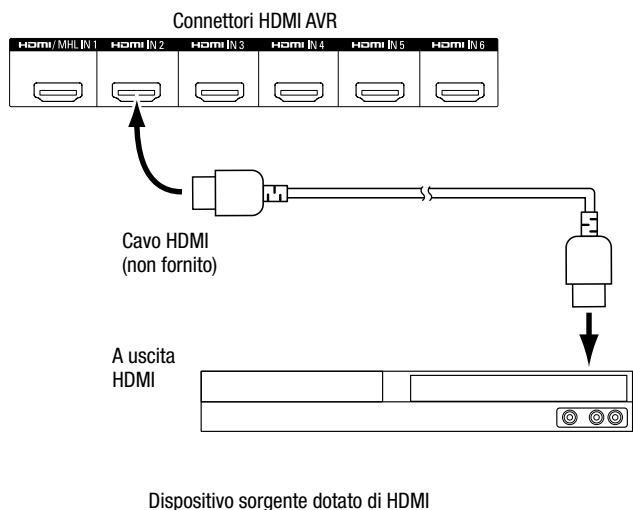 Connettori HDMI AVR
HDMI/MHL IN 1 HDMI IN 2 HDMI IN 3 HDMI IN 4 HDMI IN 5 HDMI IN 6
Cavo HDMI
(non fornito)
A uscita
HDMI
Dispositivo sorgente dotato di HDMI